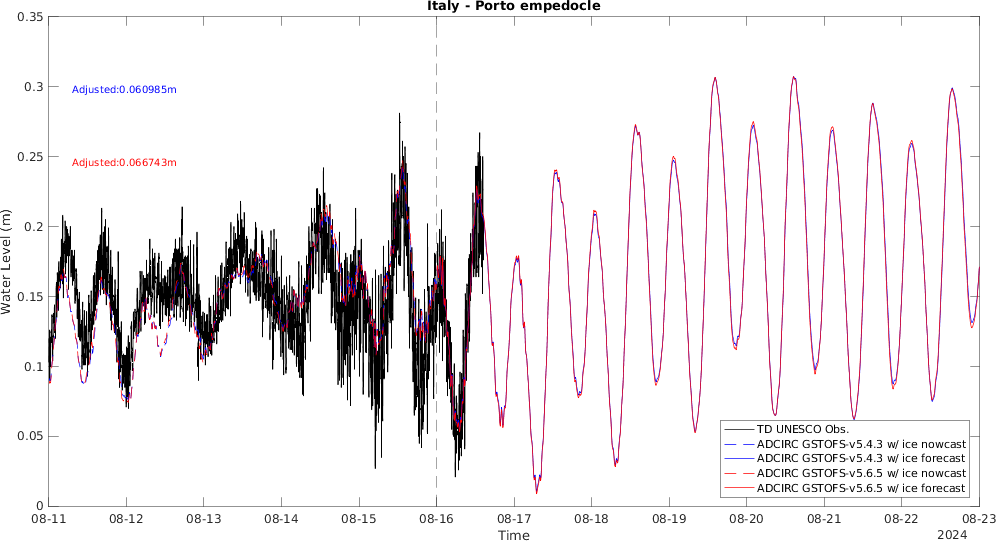 Italy - Porto empedocle
Water Level (m)
0.35
0.3
0.25
0.2
0.15
0.1
0.05
0
Adjusted:0.060985m
Adjusted:0.066743m
TD UNESCO Obs.
ADCIRC GSTOFS-v5.4.3 w/ ice nowcast
ADCIRC GSTOFS-v5.4.3 w/ ice forecast
ADCIRC GSTOFS-v5.6.5 w/ ice nowcast
ADCIRC GSTOFS-v5.6.5 w/ ice forecast
08-11 08-12 08-13 08-14 08-15 08-16 08-17 08-18 08-19 08-20 08-21 08-22 08-23
Time
2024